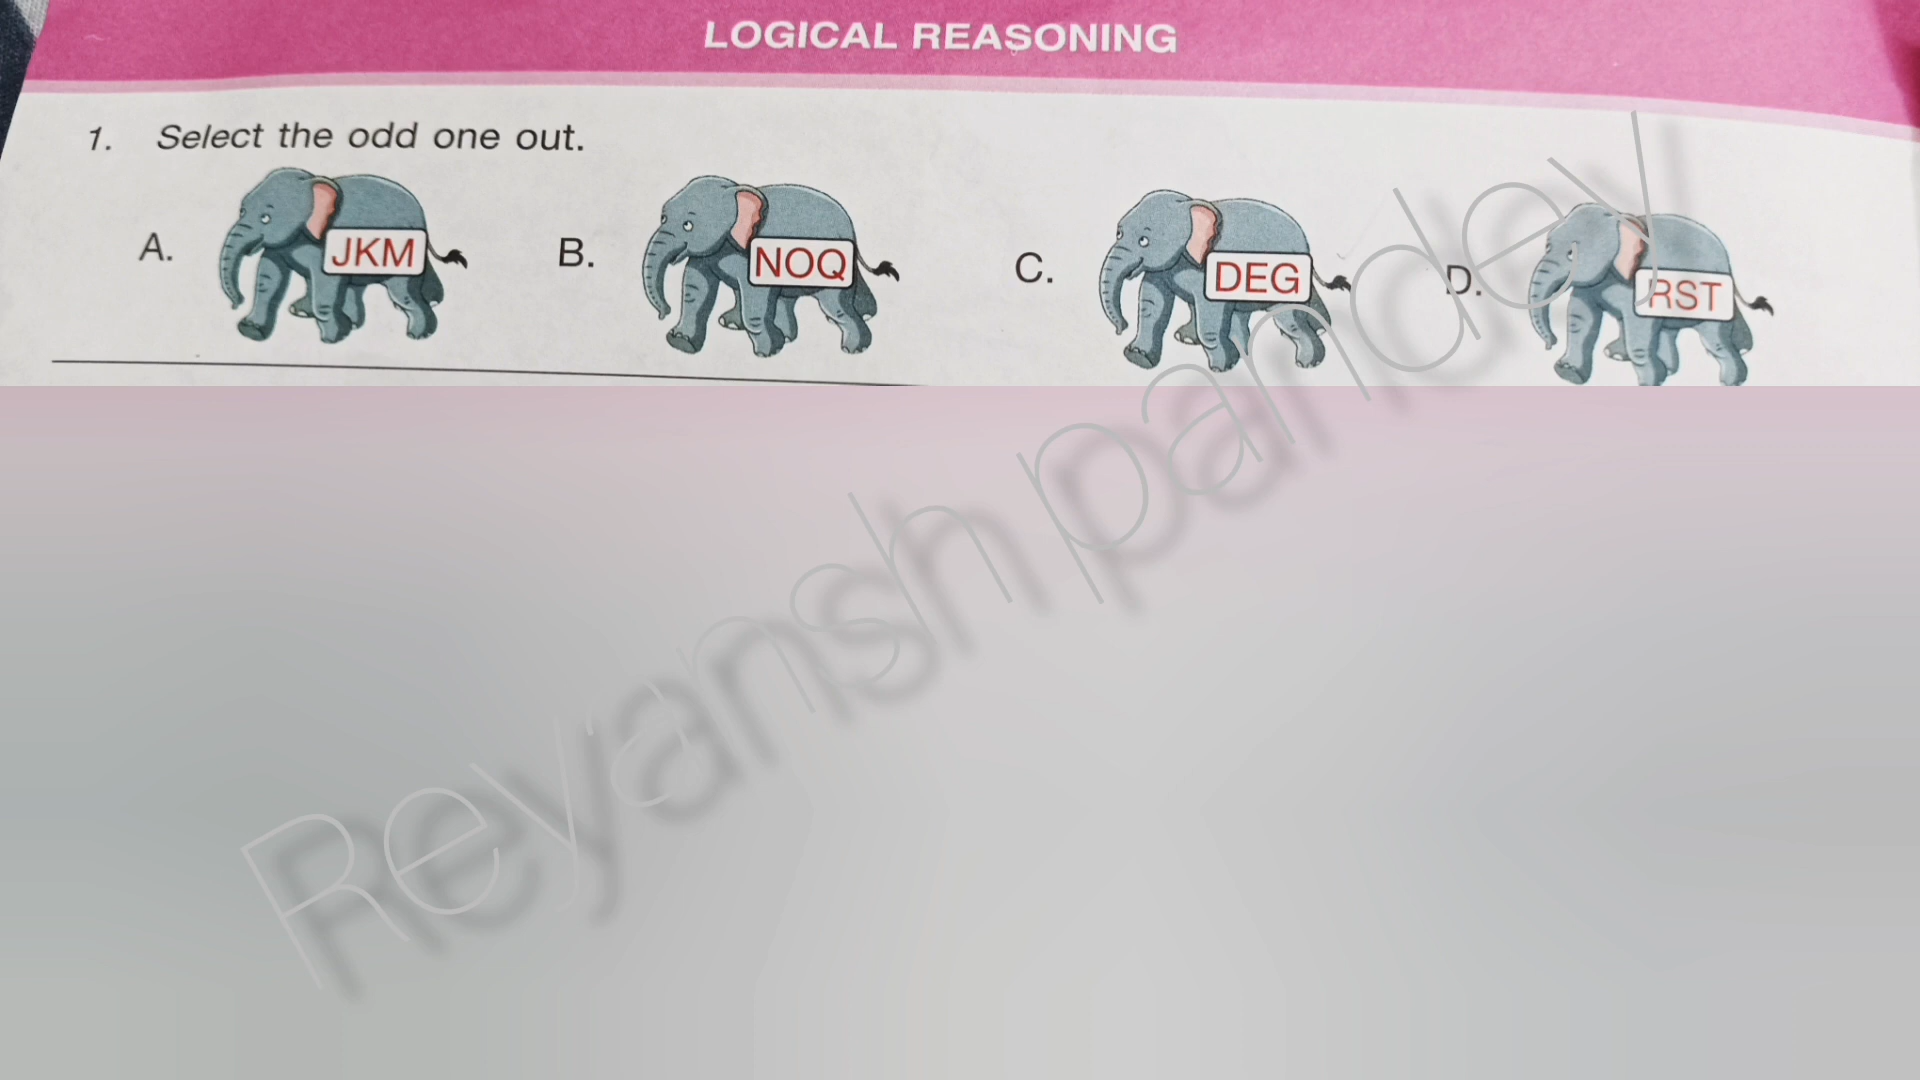 LOGICAL REASONING
1. Select the odd one out.
A. JKM B. NOQ C. DEG D. RST
Reyansh pandey